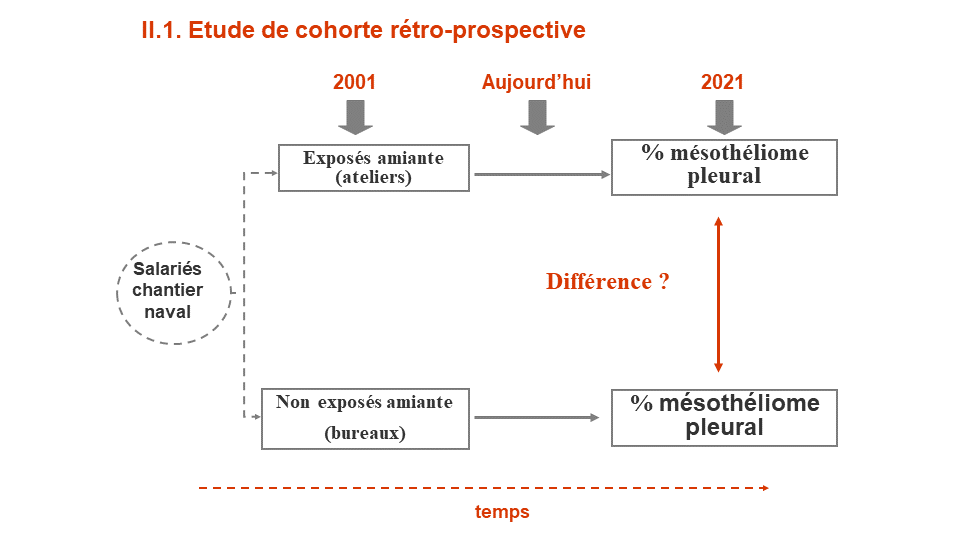 II.1. Etude de cohorte rétro-prospective
2001
Aujourd’hui
2021
Exposés amiante
(ateliers)
% mésothéliome
pleural
Salariés
chantier
naval
Différence ?
Non exposés amiante
(bureaux)
% mésothéliome
pleural
temps